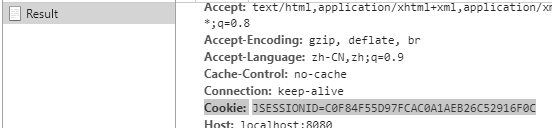 Result
Accept: text/html,application/xhtml+xml,application/xm
*;q=0.8
Accept-Encoding: gzip, deflate, br
Accept-Language: zh-CN,zh;q=0.9
Cache-Control: no-cache
Connection: keep-alive
Cookie: JSESSIONID=C0F84F55D97FCAC0A1AEB26C52916F0C
Host: localhost:8080